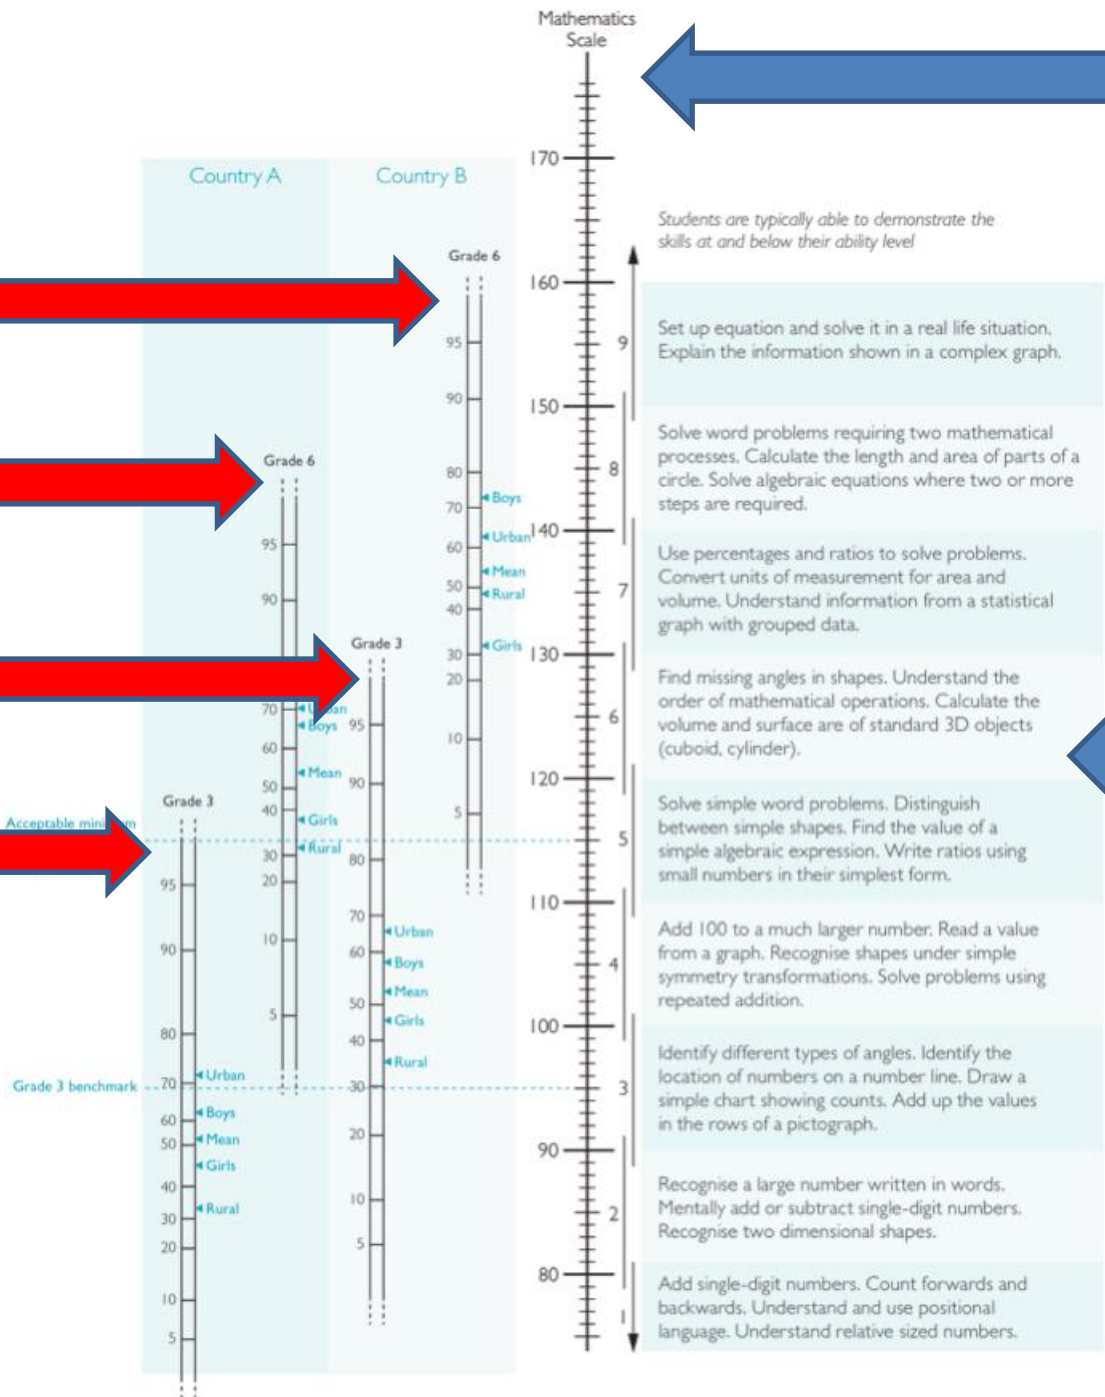 Mathematics
Scale
Country A
Country B
170
160
150
140
130
120
110
100
90
80
9
8
7
6
5
4
3
2
1
Students are typically able to demonstrate the
skills at and below their ability level
Set up equation and solve it in a real life situation.
Explain the information shown in a complex graph.
Solve word problems requiring two mathematical
processes. Calculate the length and area of parts of a
circle. Solve algebraic equations where two or more
steps are required.
Use percentages and ratios to solve problems.
Convert units of measurement for area and
volume. Understand information from a statistical
graph with grouped data.
Find missing angles in shapes. Understand the
order of mathematical operations. Calculate the
volume and surface are of standard 3D objects
(cuboid, cylinder).
Solve simple word problems. Distinguish
between simple shapes. Find the value of a
simple algebraic expression. Write ratios using
small numbers in their simplest form.
Add 100 to a much larger number. Read a value
from a graph. Recognise shapes under simple
symmetry transformations. Solve problems using
repeated addition.
Identify different types of angles. Identify the
location of numbers on a number line. Draw a
simple chart showing counts. Add up the values
in the rows of a pictograph.
Recognise a large number written in words.
Mentally add or subtract single-digit numbers.
Recognise two dimensional shapes.
Add single-digit numbers. Count forwards and
backwards. Understand and use positional
language. Understand relative sized numbers.
Grade 6
95
90
80
70
60
50
40
30
20
10
5
Boys
Urban
Mean
Rural
Girls
Grade 6
95
90
70
60
50
40
30
20
10
5
Urban
Boys
Mean
Girls
Rural
Grade 3
95
90
80
70
60
50
40
30
20
10
5
Urban
Boys
Mean
Girls
Rural
Grade 3
95
90
80
70
60
50
40
30
20
10
5
Urban
Boys
Mean
Girls
Rural
Acceptable minimum
Grade 3 benchmark